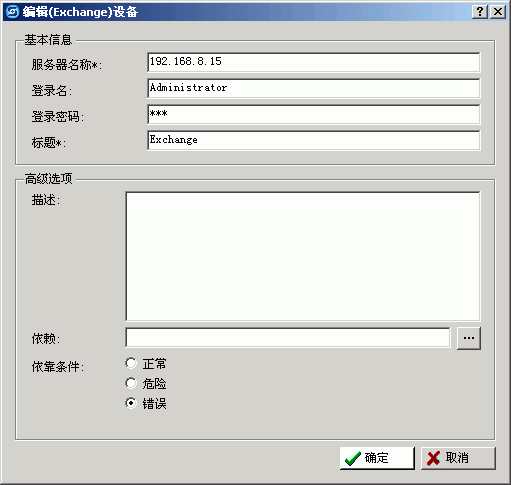 编辑(Exchange)设备
基本信息
服务器名称*: 192.168.8.15
登录名: Administrator
登录密码: ***
标题*: Exchange
高级选项
描述:
依赖: ...
依靠条件: 正常
危险
错误
确定 取消